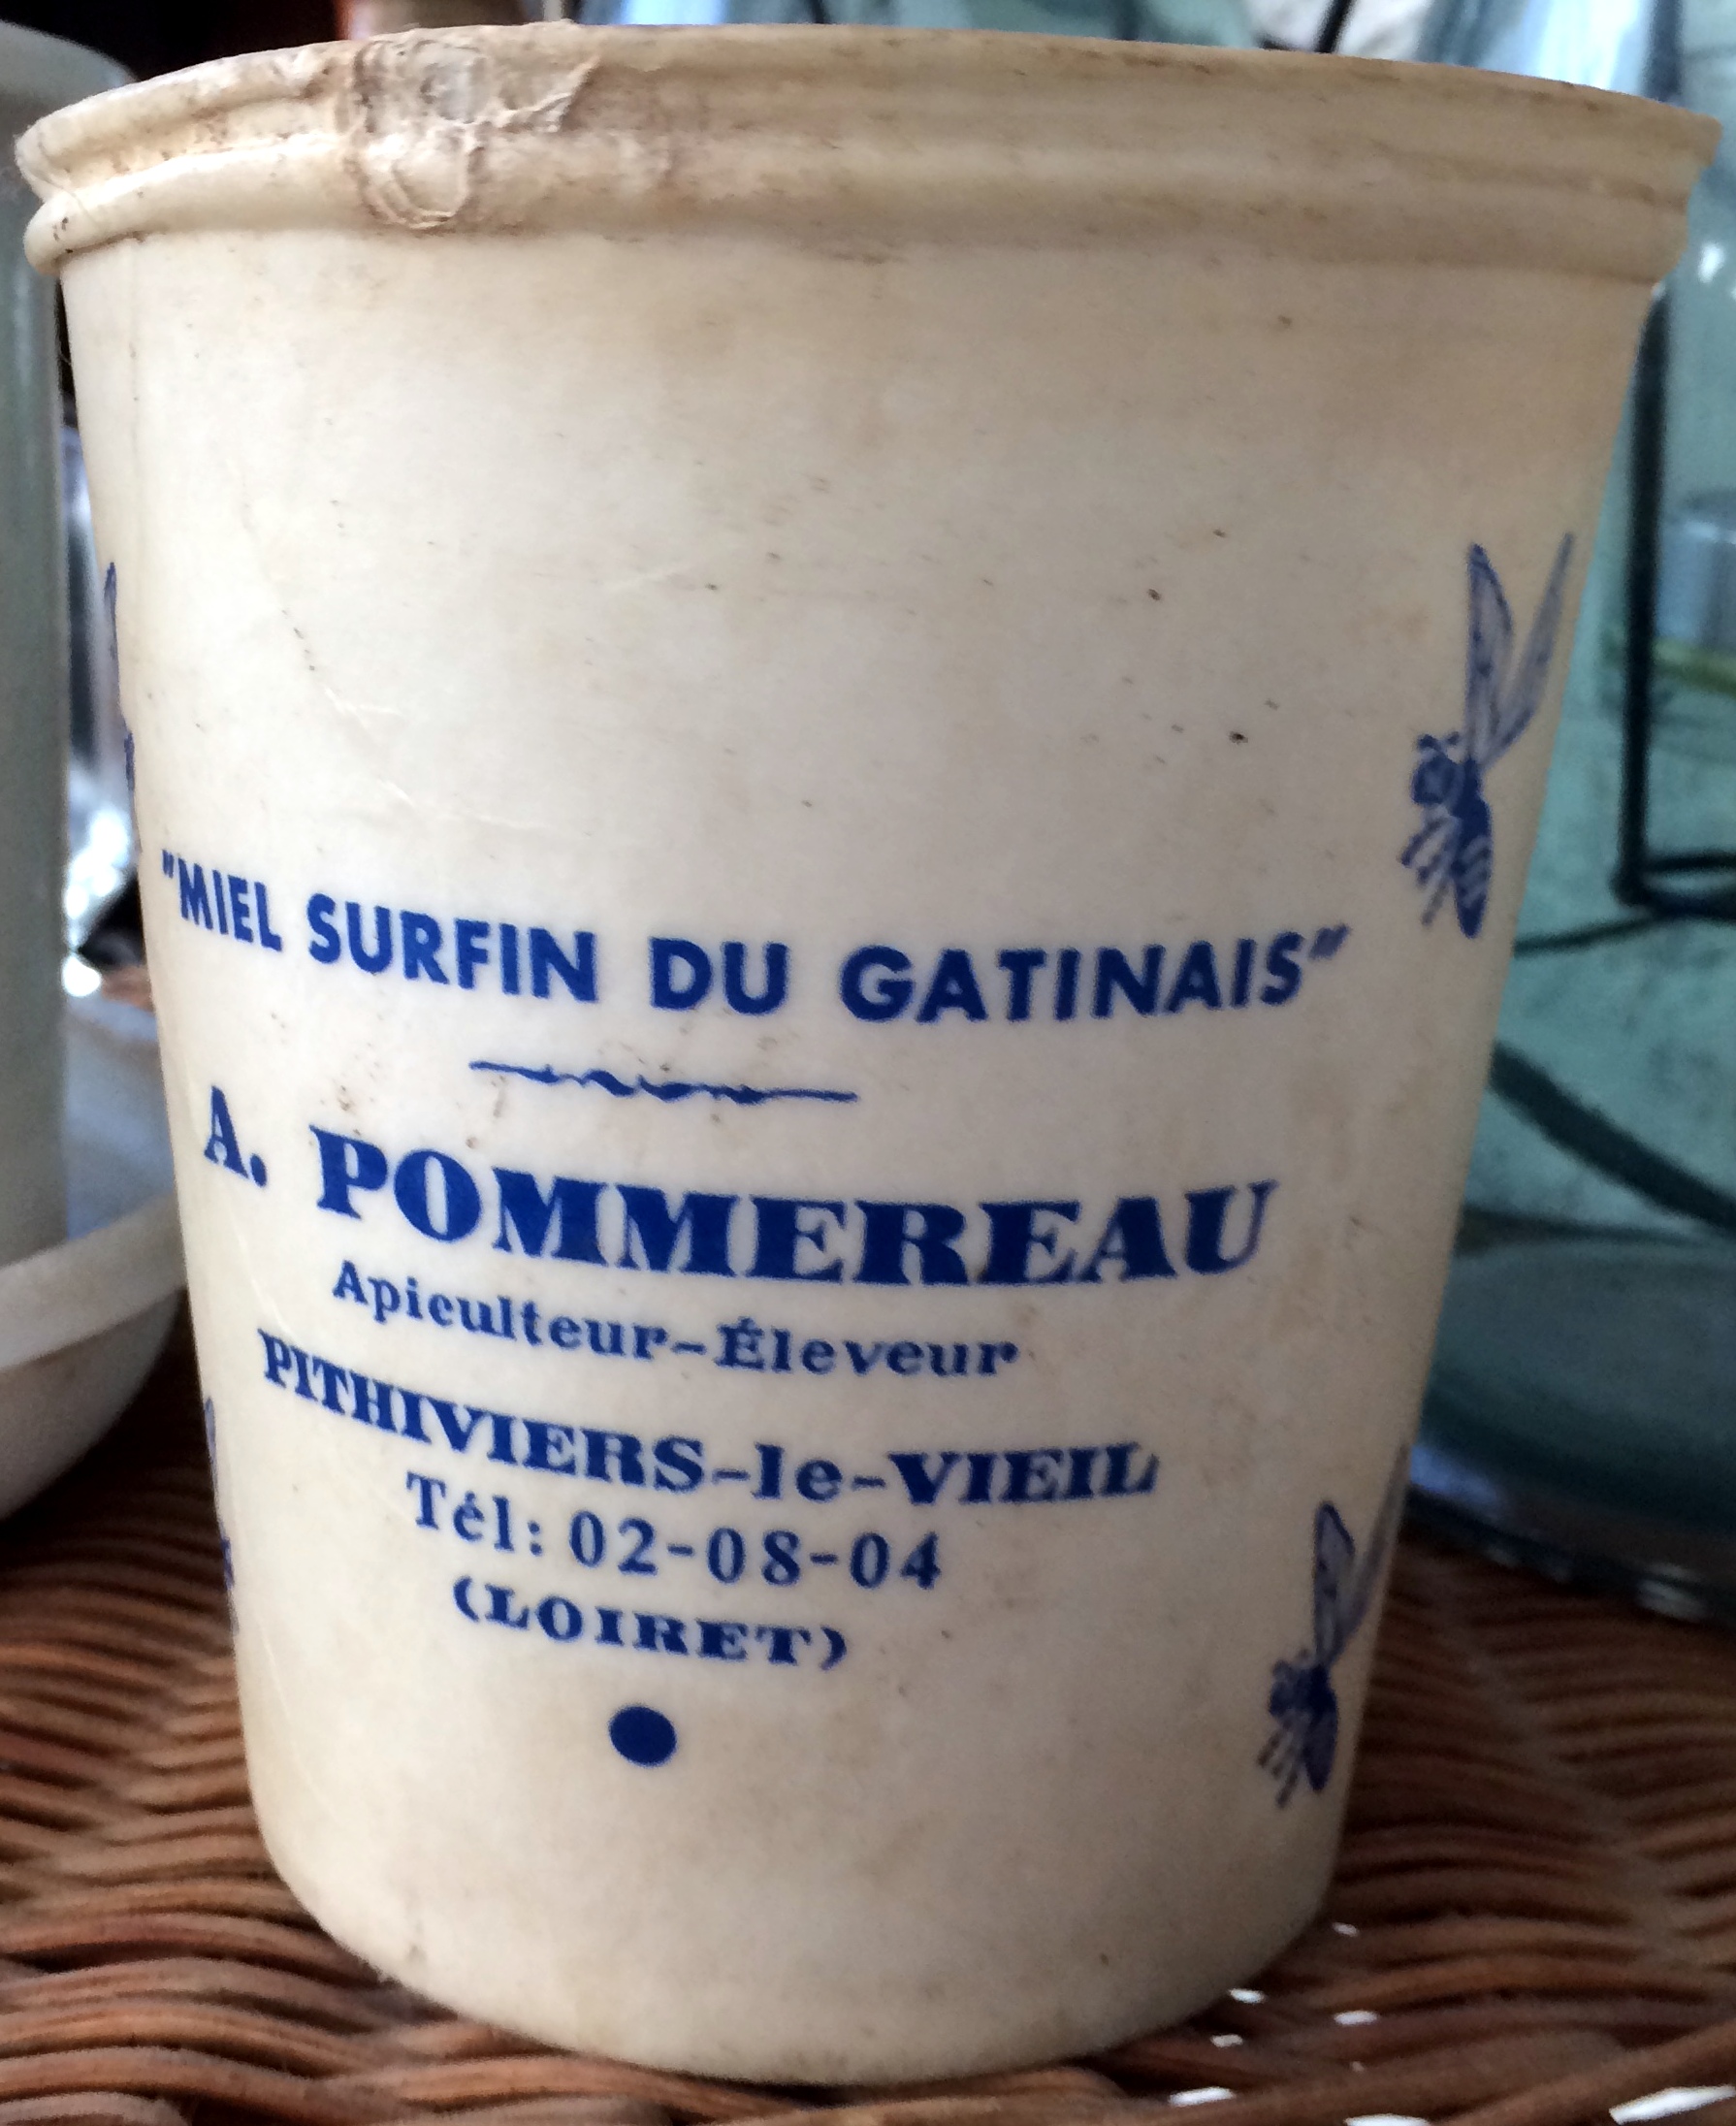 "MIEL SURFIN DU GATINAIS"
A. POMMEREAU
Apiculteur-Éleveur
PITHIVIERS-le-VIEIL
Tél: 02-08-04
(LOIRET)